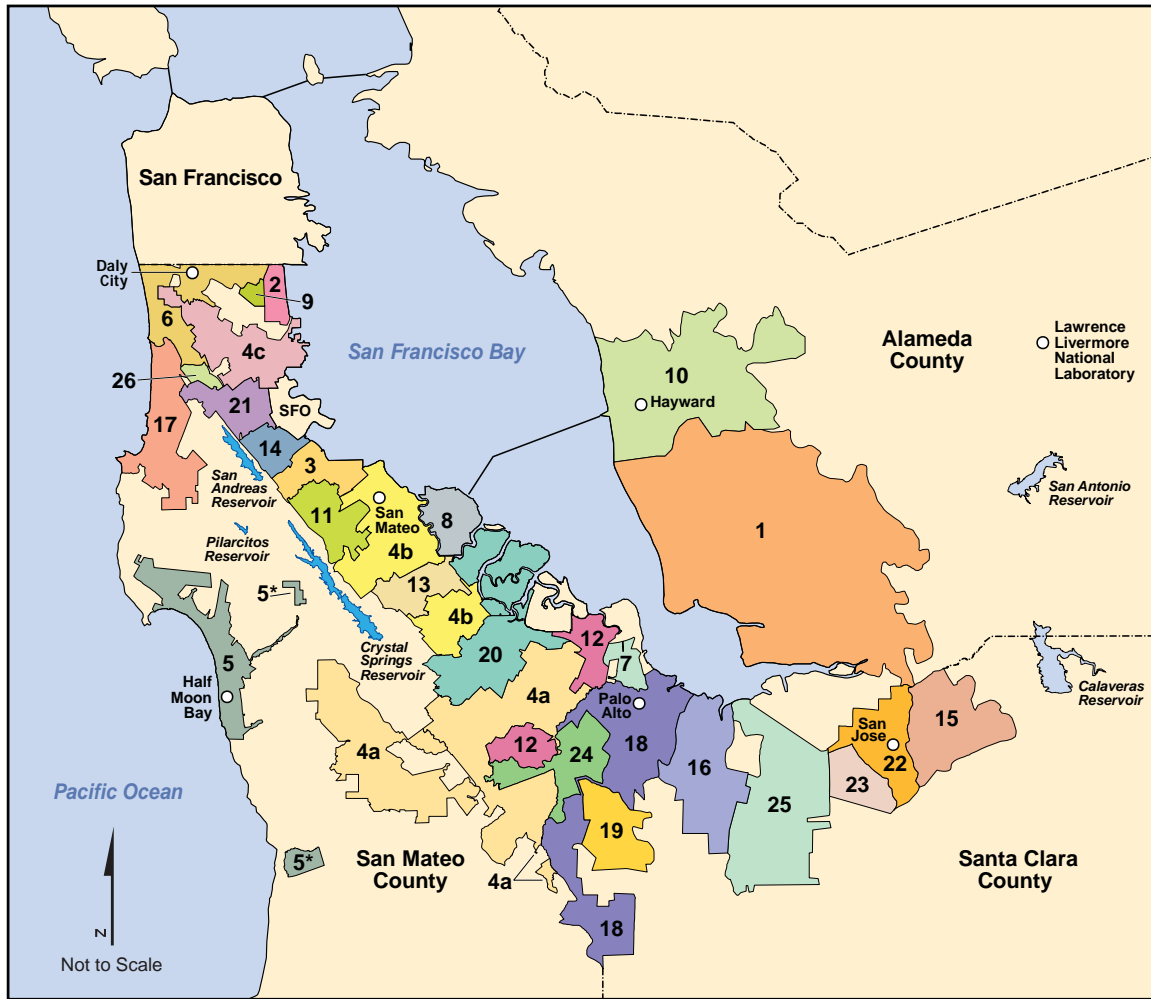 San Francisco
Daly
City
2
9
6
4c
San Francisco Bay
Alameda
County
Lawrence
Livermore
National
Laboratory
10
Hayward
26
21
SFO
17
14
3
San
Andreas
Reservoir
11
San
Mateo
8
San Antonio
Reservoir
1
Pilarcitos
Reservoir
4b
13
5*
4b
12
Crystal
Springs
Reservoir
20
7
5
Half
Moon
Bay
4a
Palo
Alto
Calaveras
Reservoir
15
San
Jose
4a
12
24
18
16
22
23
25
Pacific Ocean
19
5*
San Mateo
County
4a
Santa Clara
County
18
N
Not to Scale